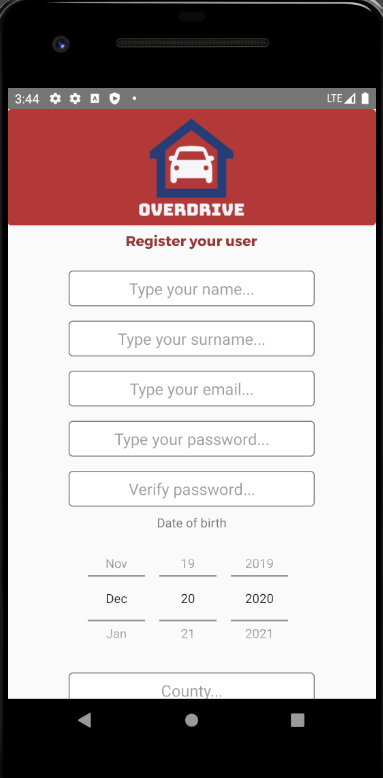 3:44 LTE
OVERDRIVE
Register your user
Type your name...
Type your surname...
Type your email...
Type your password...
Verify password...
Date of birth
Nov 19 2019
Dec 20 2020
Jan 21 2021
County...